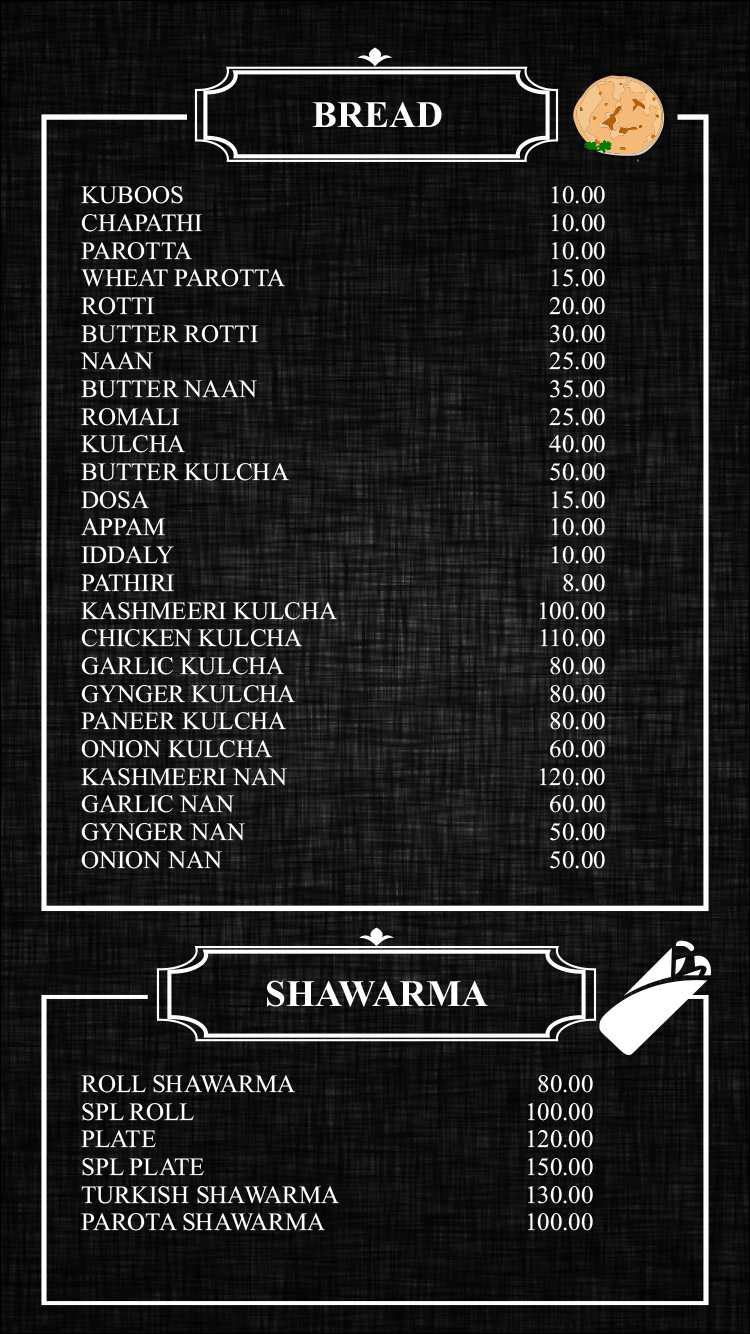 BREAD
KUBOOS 10.00
CHAPATHI 10.00
PAROTTA 10.00
WHEAT PAROTTA 15.00
ROTTI 20.00
BUTTER ROTTI 30.00
NAAN 25.00
BUTTER NAAN 35.00
ROMALI 25.00
KULCHA 40.00
BUTTER KULCHA 50.00
DOSA 15.00
APPAM 10.00
IDDALY 10.00
PATHIRI 8.00
KASHMEERI KULCHA 100.00
CHICKEN KULCHA 110.00
GARLIC KULCHA 80.00
GYNGER KULCHA 80.00
PANEER KULCHA 80.00
ONION KULCHA 60.00
KASHMEERI NAN 120.00
GARLIC NAN 60.00
GYNGER NAN 50.00
ONION NAN 50.00
SHAWARMA
ROLL SHAWARMA 80.00
SPL ROLL 100.00
PLATE 120.00
SPL PLATE 150.00
TURKISH SHAWARMA 130.00
PAROTA SHAWARMA 100.00